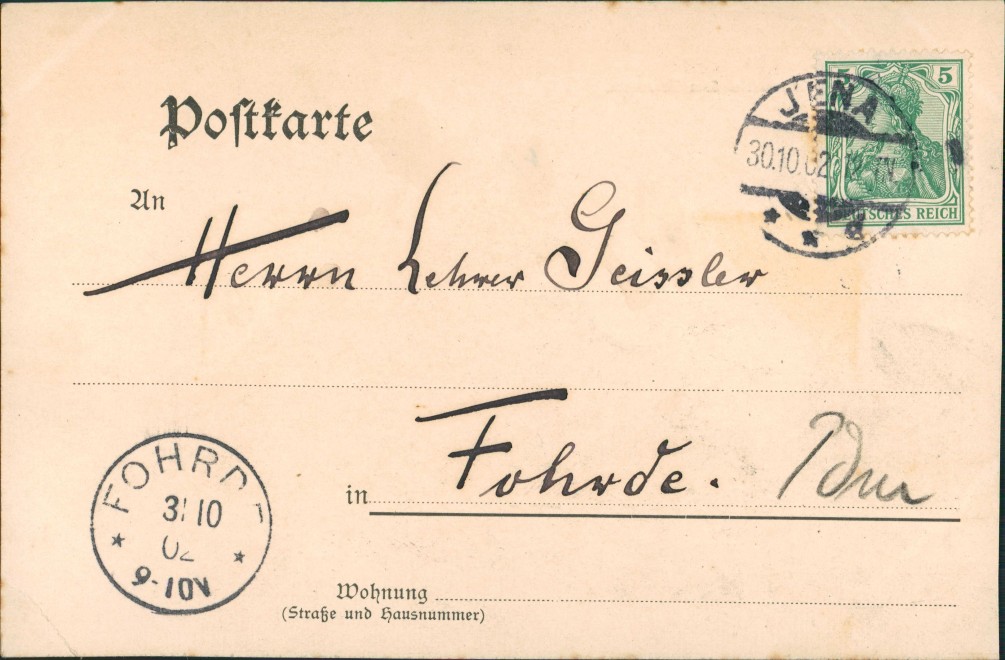 Postkarte
5 5
JENA
30.10.02
DEUTSCHES REICH
An
Herrn Lehrer Geissler
in Fohrde.
FOHRDE
31 10
02
9-10V
Wohnung
(Straße und Hausnummer)